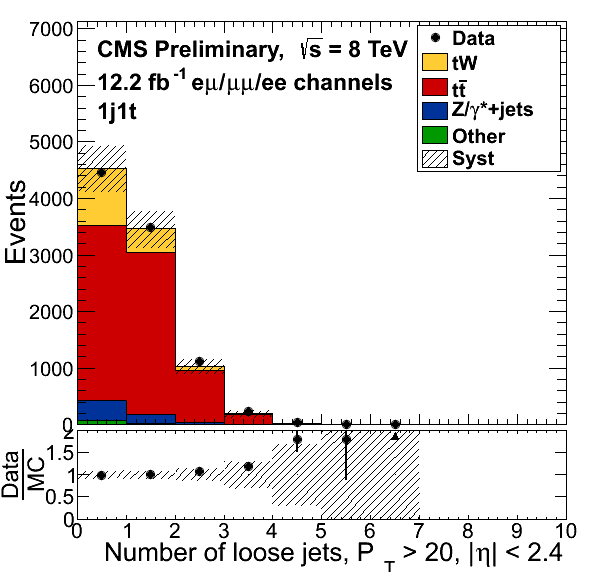 7000
6000
5000
4000
3000
2000
1000
0
Events
CMS Preliminary, √s = 8 TeV
12.2 fb⁻¹ eμ/μμ/ee channels
1j1t
Data
tW
tt̄
Z/γ*+jets
Other
Syst
2
1.5
1
0.5
0
Data
MC
0 1 2 3 4 5 6 7 8 9 10
Number of loose jets, P_T > 20, |η| < 2.4